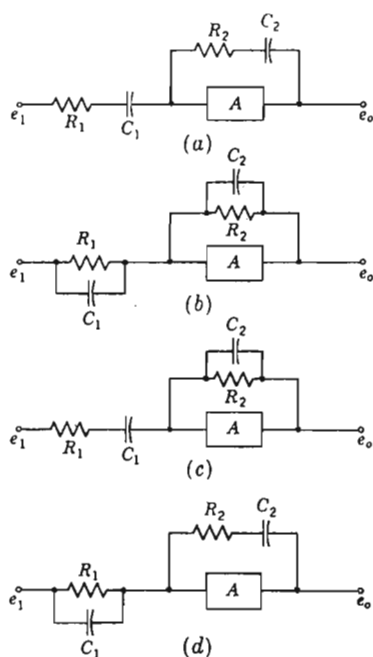 R₂ C₂
A
e₁ R₁ C₁ eₒ
(a)
C₂
R₂
R₁ A
e₁ C₁ eₒ
(b)
C₂
R₂
A
e₁ R₁ C₁ eₒ
(c)
R₂ C₂
R₁ A
e₁ C₁ eₒ
(d)